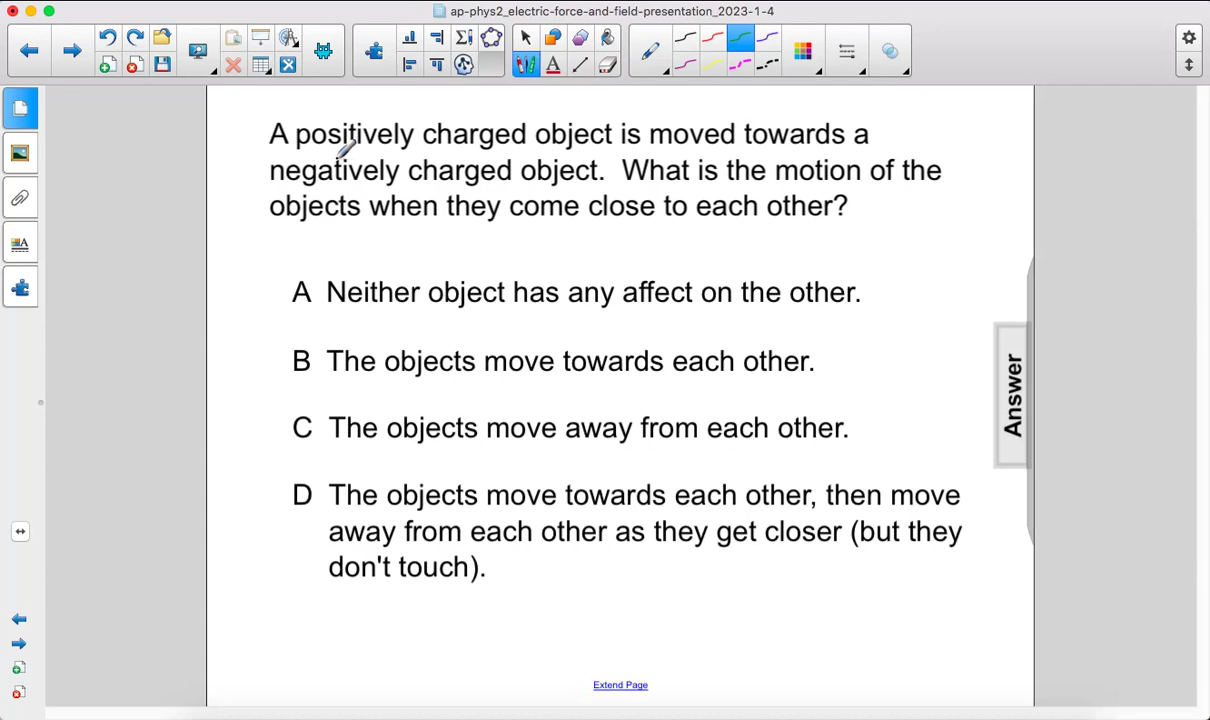 ap-phys2_electric-force-and-field-presentation_2023-1-4
A positively charged object is moved towards a
negatively charged object. What is the motion of the
objects when they come close to each other?
A Neither object has any affect on the other.
B The objects move towards each other.
C The objects move away from each other.
D The objects move towards each other, then move
away from each other as they get closer (but they
don't touch).
Answer
Extend Page